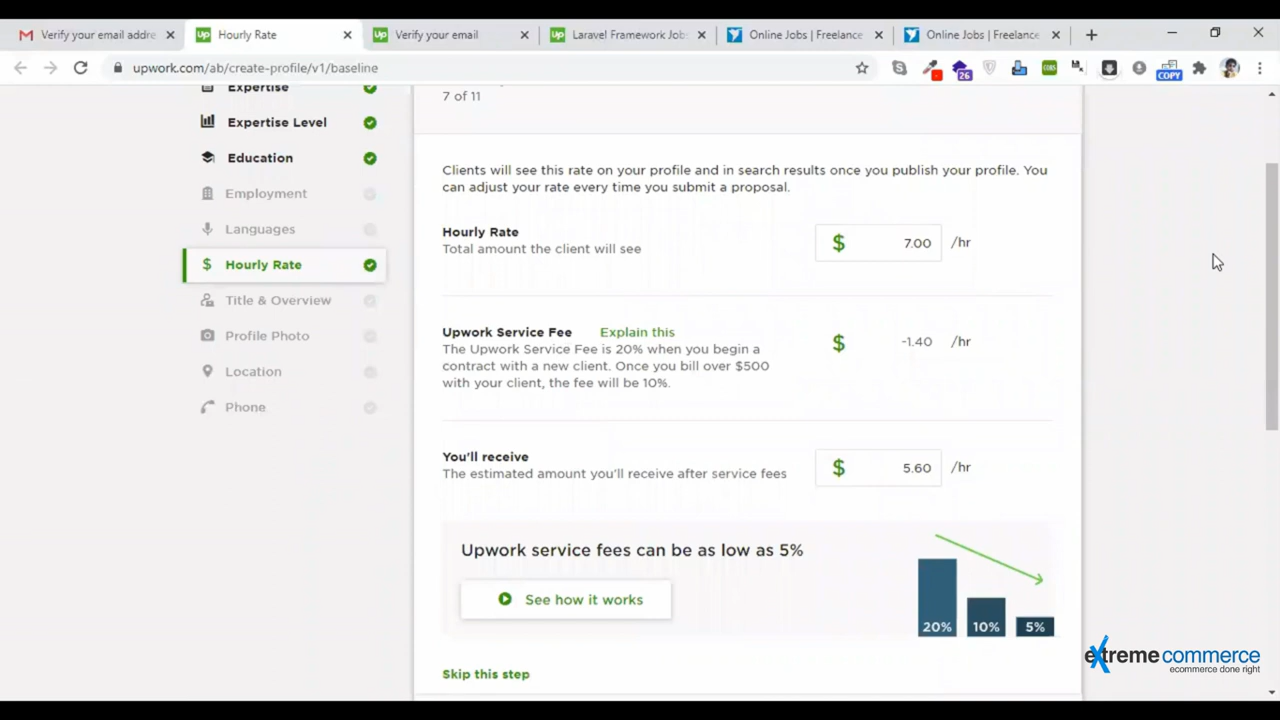 Verify your email addre
Hourly Rate
Verify your email
Laravel Framework Jobs
Online Jobs | Freelance
Online Jobs | Freelance
upwork.com/ab/create-profile/v1/baseline
26
COBS
COPY
Expertise
Expertise Level
Education
Employment
Languages
$ Hourly Rate
Title & Overview
Profile Photo
Location
Phone
7 of 11
Clients will see this rate on your profile and in search results once you publish your profile. You
can adjust your rate every time you submit a proposal.
Hourly Rate
Total amount the client will see
$ 7.00 /hr
Upwork Service Fee Explain this
The Upwork Service Fee is 20% when you begin a
contract with a new client. Once you bill over $500
with your client, the fee will be 10%.
$ -1.40 /hr
You'll receive
The estimated amount you'll receive after service fees
$ 5.60 /hr
Upwork service fees can be as low as 5%
See how it works
20% 10% 5%
Skip this step
extreme commerce
ecommerce done right